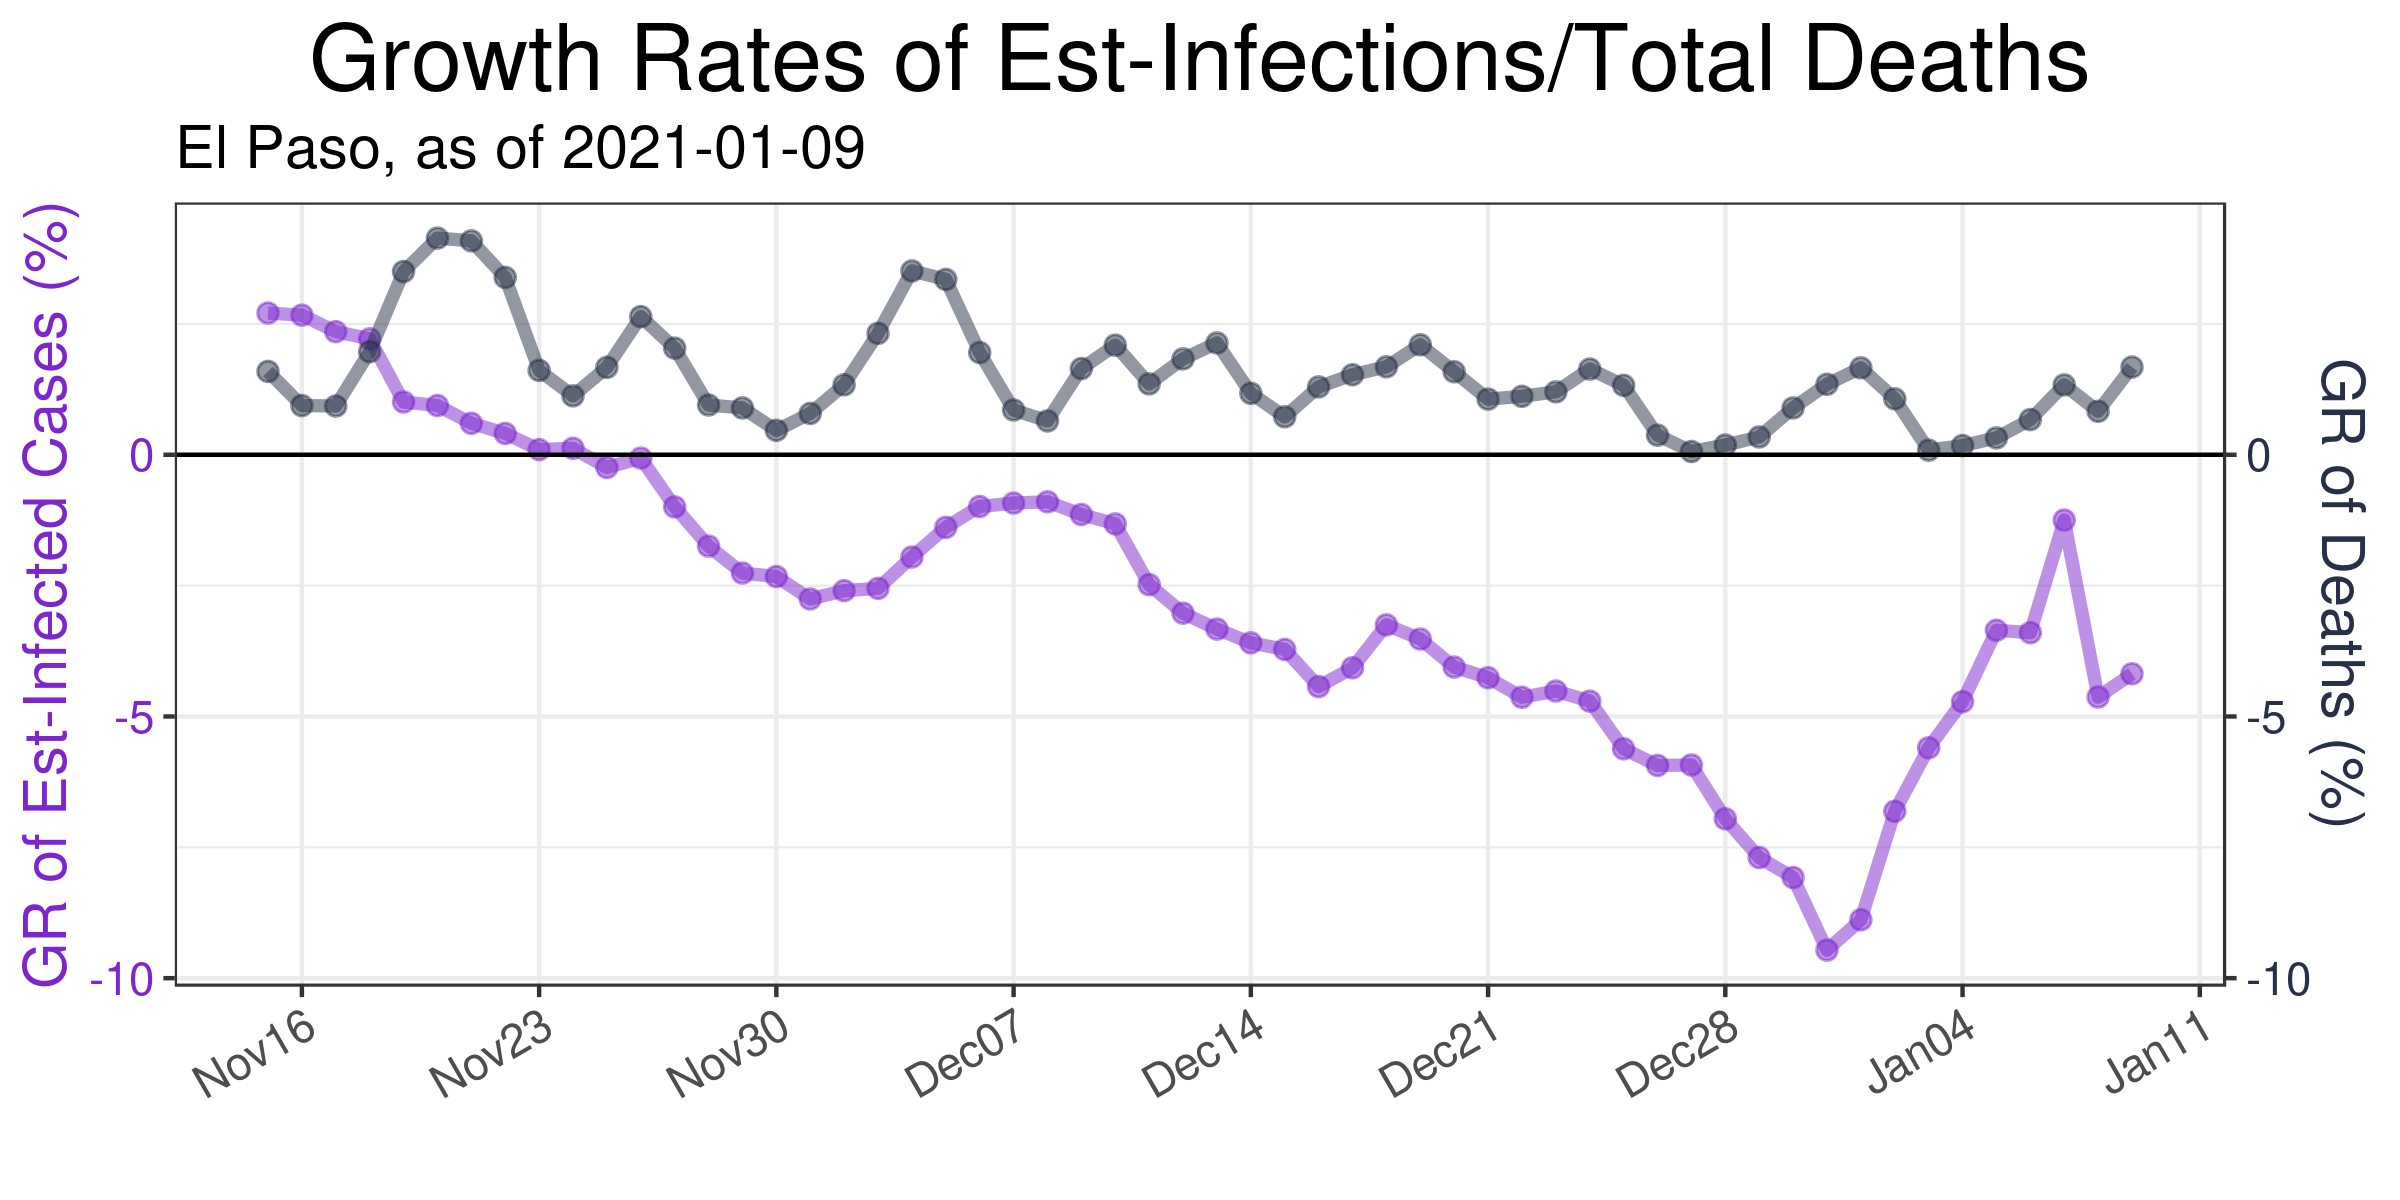 Growth Rates of Est-Infections/Total Deaths
El Paso, as of 2021-01-09
GR of Est-Infected Cases (%)
0
-5
-10
0
-5
-10
GR of Deaths (%)
Nov16
Nov23
Nov30
Dec07
Dec14
Dec21
Dec28
Jan04
Jan11